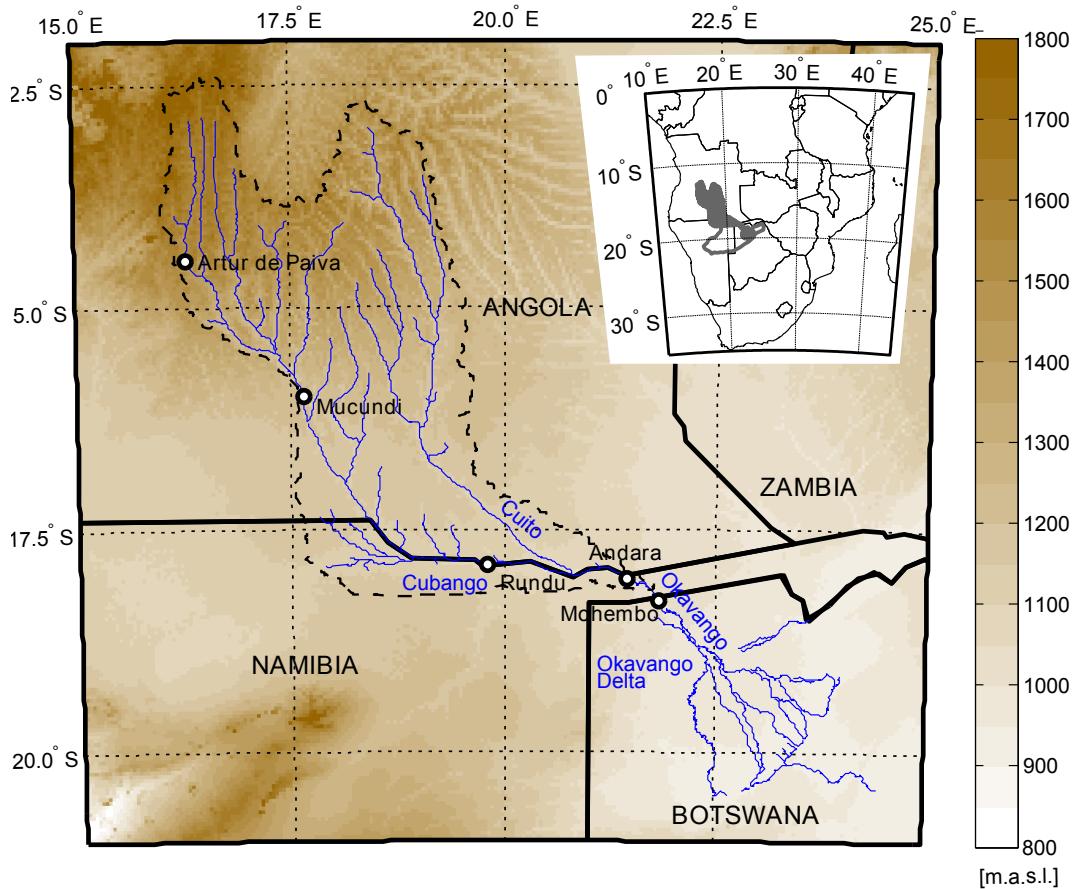 15.0° E 17.5° E 20.0° E 22.5° E 25.0° E
2.5° S
5.0° S
17.5° S
20.0° S
10° E 20° E 30° E 40° E
0°
10° S
20° S
30° S
Artur de Paiva
ANGOLA
Mucundi
ZAMBIA
Cuito
Andara
Cubango Rundu
Mohembo
Okavango
NAMIBIA
Okavango
Delta
BOTSWANA
1800
1700
1600
1500
1400
1300
1200
1100
1000
900
800
[m.a.s.l.]